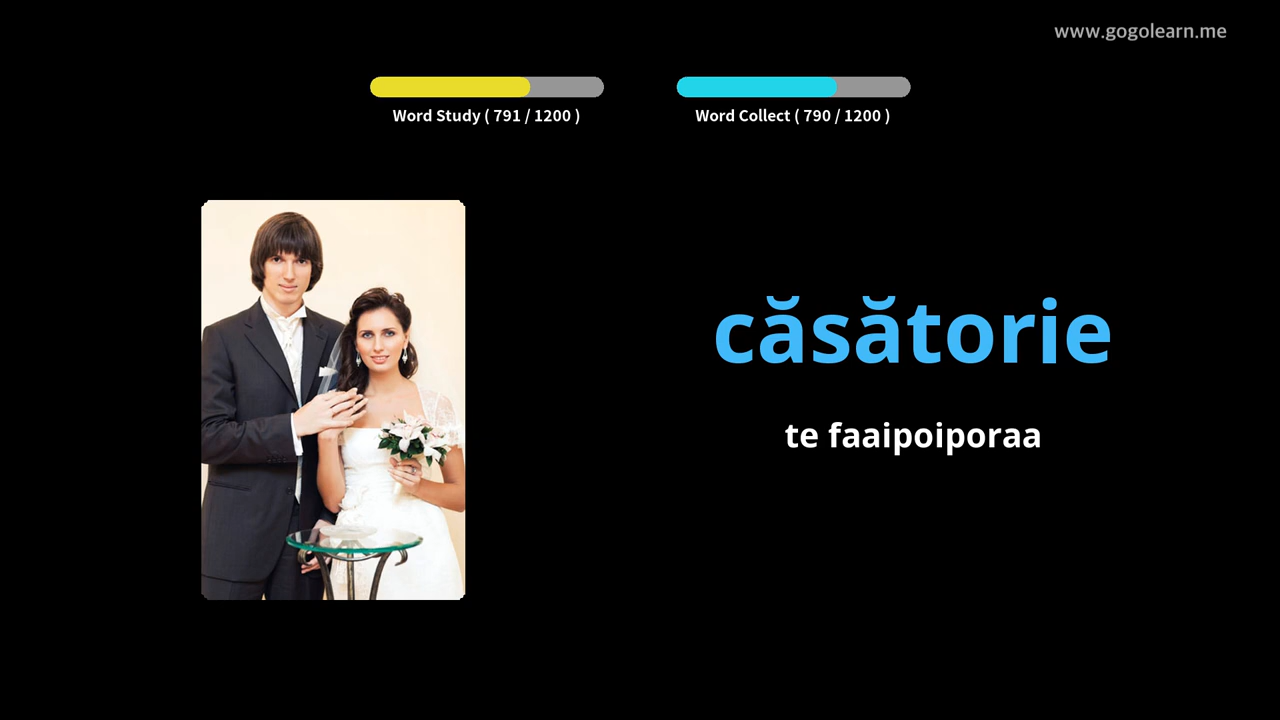 www.gogolearn.me
Word Study ( 791 / 1200 )
Word Collect ( 790 / 1200 )
căsătorie
te faaipoiporaa